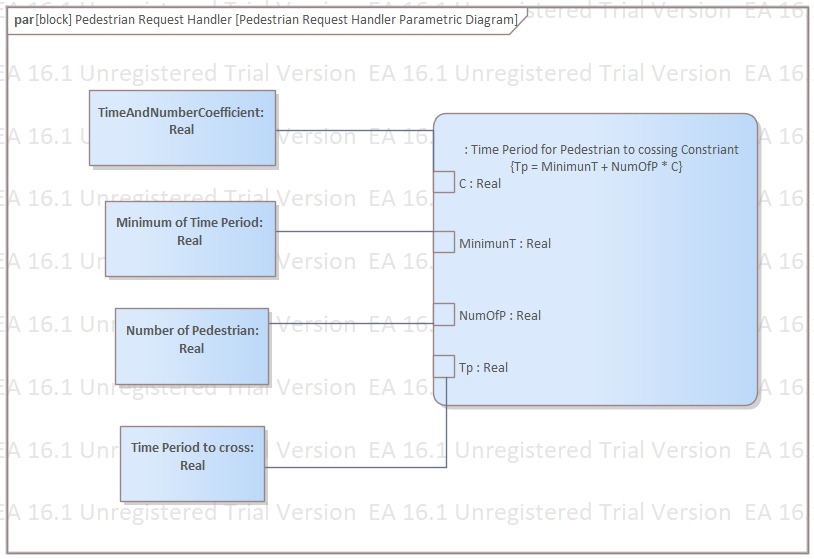 par[block] Pedestrian Request Handler [Pedestrian Request Handler Parametric Diagram]
TimeAndNumberCoefficient:
Real
: Time Period for Pedestrian to cossing Constriant
{Tp = MinimunT + NumOfP * C}
C : Real
Minimum of Time Period:
Real
MinimunT : Real
Number of Pedestrian:
Real
NumOfP : Real
Tp : Real
Time Period to cross:
Real
EA 16.1 Unregistered Trial Version EA 16.1 Unregistered Trial Version EA 16.
EA 16.1 Unregistered Trial Version EA 16.1 Unregistered Trial Version EA 16.